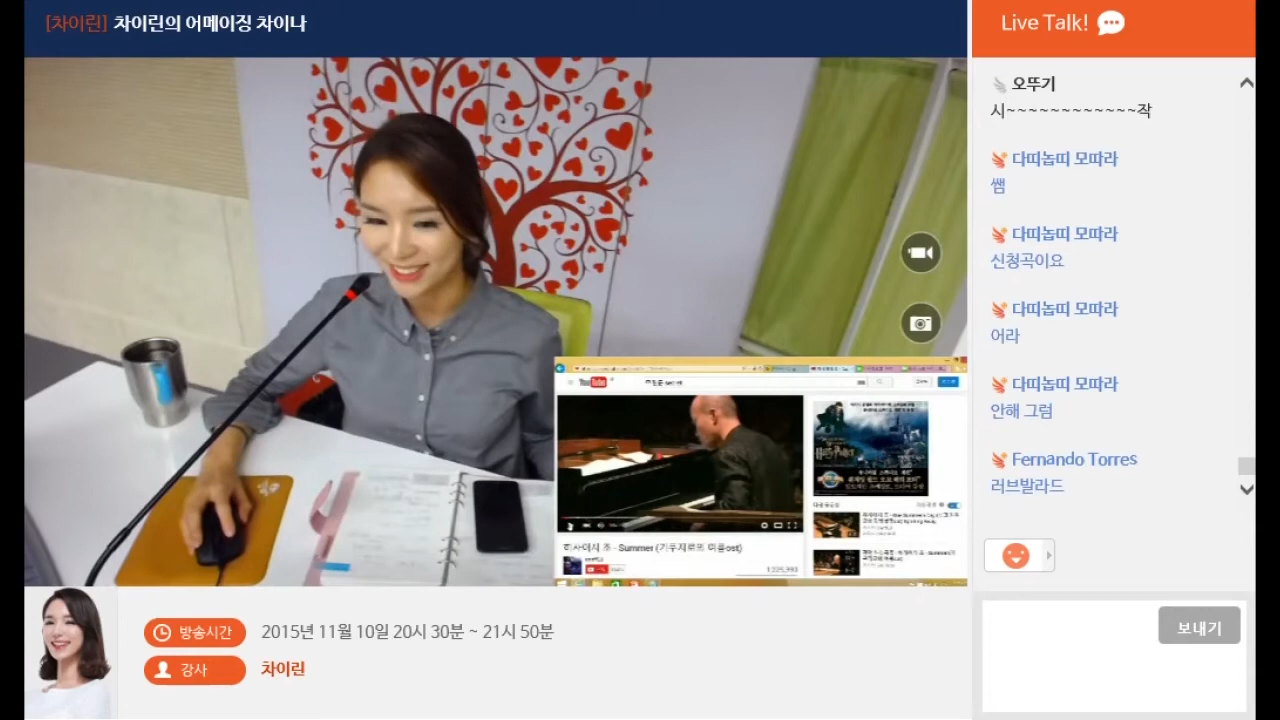 [차이린] 차이린의 어메이징 차이나
Live Talk!
오뚜기
시~~~~~~~~~~~~작
다띠놉띠 모따라
쌤
다띠놉띠 모따라
신청곡이요
다띠놉띠 모따라
어라
다띠놉띠 모따라
안해 그럼
Fernando Torres
러브발라드
보내기
YouTube
secret
HARRY POTTER
히사이시 조 - Summer (기쿠지로의 여름ost)
방송시간 2015년 11월 10일 20시 30분 ~ 21시 50분
강사 차이린